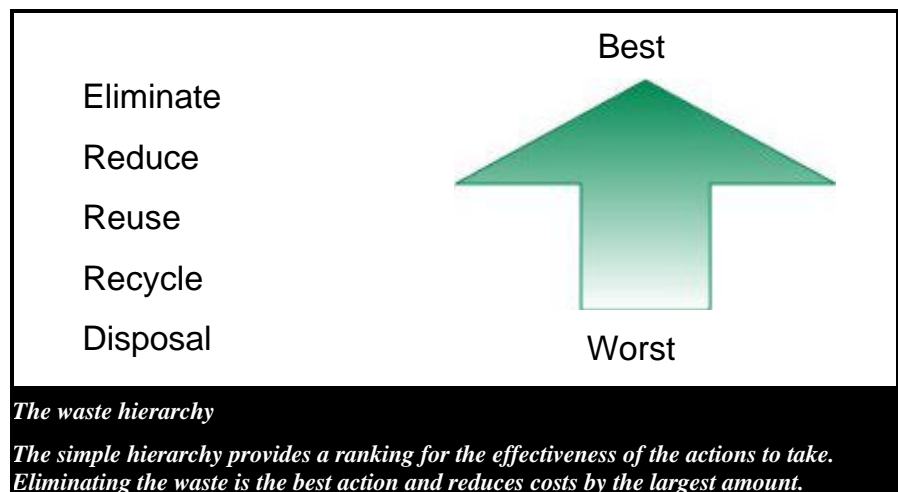 Best
Eliminate
Reduce
Reuse
Recycle
Disposal
Worst
The waste hierarchy
The simple hierarchy provides a ranking for the effectiveness of the actions to take.
Eliminating the waste is the best action and reduces costs by the largest amount.